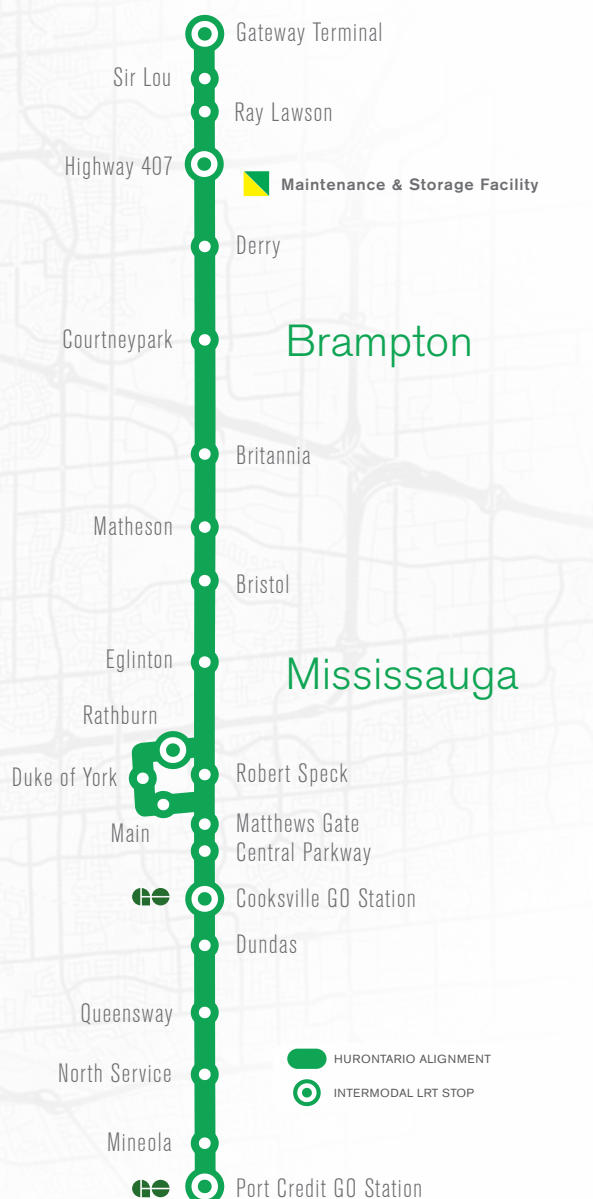 Gateway Terminal
Sir Lou
Ray Lawson
Highway 407
Maintenance & Storage Facility
Derry
Courtneypark
Brampton
Britannia
Matheson
Bristol
Eglinton
Mississauga
Rathburn
Robert Speck
Duke of York
Matthews Gate
Main
Central Parkway
GO
Cooksville GO Station
Dundas
Queensway
HURONTARIO ALIGNMENT
North Service
INTERMODAL LRT STOP
Mineola
GO
Port Credit GO Station